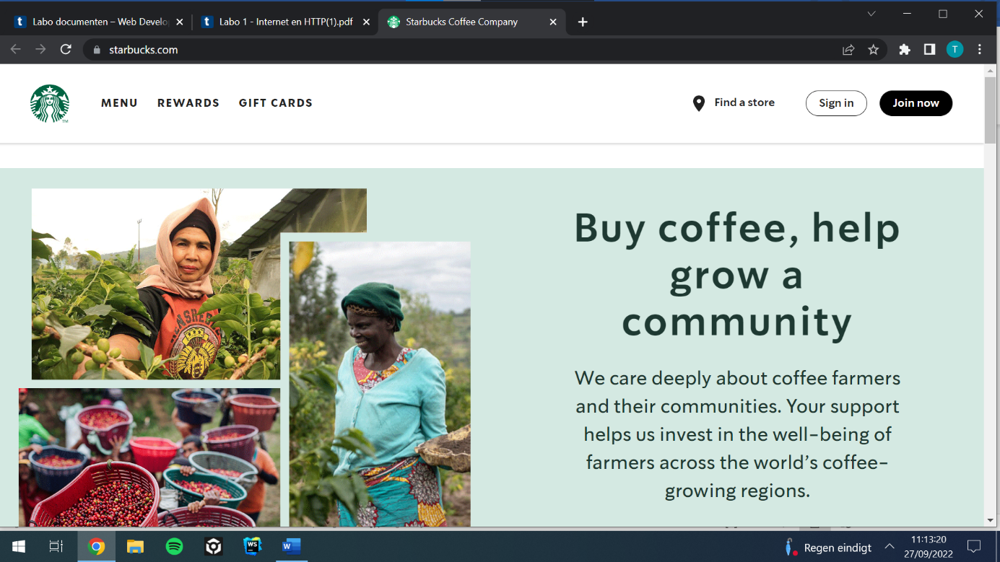 Labo documenten – Web Develo
Labo 1 - Internet en HTTP(1).pdf
Starbucks Coffee Company
starbucks.com
T
MENU REWARDS GIFT CARDS
Find a store
Sign in
Join now
TM
Buy coffee, help
grow a
community
We care deeply about coffee farmers
and their communities. Your support
helps us invest in the well-being of
farmers across the world's coffee-
growing regions.
WS
W
Regen eindigt
11:13:20
27/09/2022